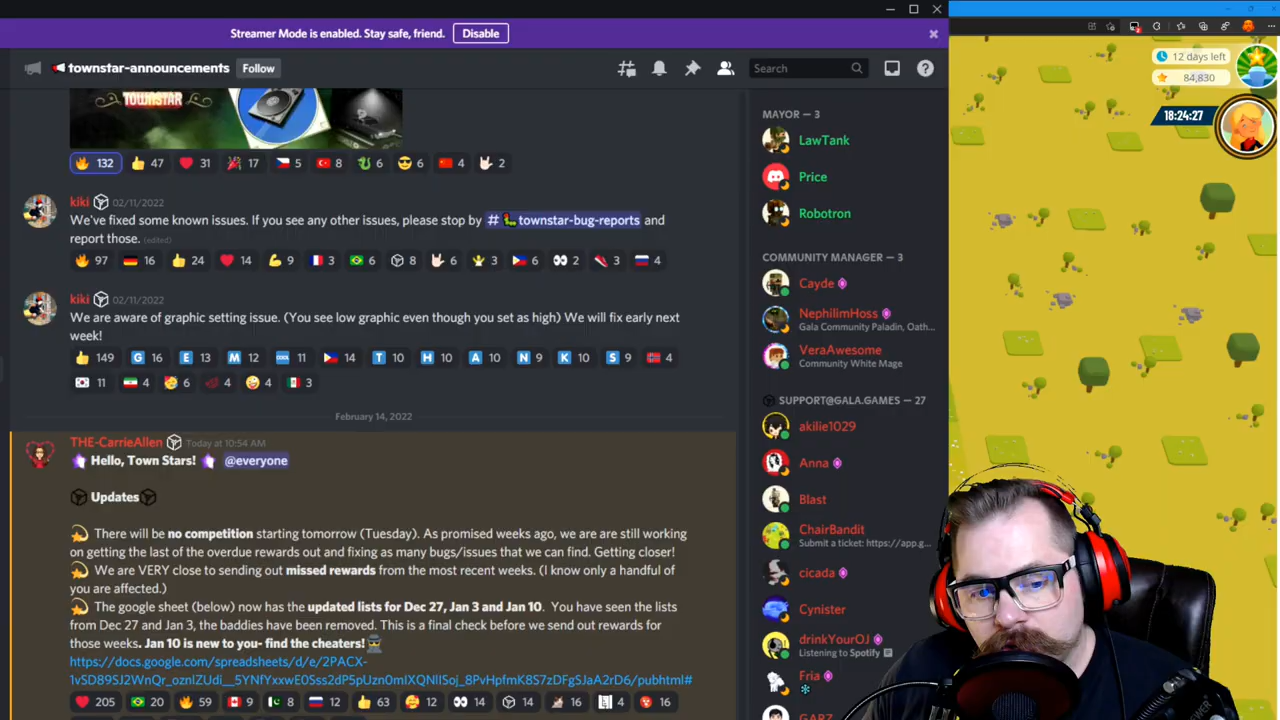 Streamer Mode is enabled. Stay safe, friend. Disable
townstar-announcements Follow
Search
12 days left
84,830
18:24:27
TOWNSTAR
132 47 31 17 5 8 6 6 4 2
kiki 02/11/2022
We've fixed some known issues. If you see any other issues, please stop by # townstar-bug-reports and
report those. (edited)
97 16 24 14 9 3 6 8 6 3 6 2 3 4
kiki 02/11/2022
We are aware of graphic setting issue. (You see low graphic even though you set as high) We will fix early next
week!
149 G 16 E 13 M 12 COOL 11 14 T 10 H 10 A 10 N 9 K 10 S 9 4
11 4 6 4 4 3
February 14, 2022
THE-CarrieAllen Today at 10:54 AM
Hello, Town Stars! @everyone
Updates
There will be no competition starting tomorrow (Tuesday). As promised weeks ago, we are are still working
on getting the last of the overdue rewards out and fixing as many bugs/issues that we can find. Getting closer!
We are VERY close to sending out missed rewards from the most recent weeks. (I know only a handful of
you are affected.)
The google sheet (below) now has the updated lists for Dec 27, Jan 3 and Jan 10. You have seen the lists
from Dec 27 and Jan 3, the baddies have been removed. This is a final check before we send out rewards for
those weeks. Jan 10 is new to you- find the cheaters!
https://docs.google.com/spreadsheets/d/e/2PACX-
205 20 59 9 8 12 63 12 14 14 16 4 16
MAYOR — 3
LawTank
Price
Robotron
COMMUNITY MANAGER — 3
Cayde
NephilimHoss
Gala Community Paladin, Oath...
VeraAwesome
Community White Mage
SUPPORT@GALA.GAMES — 27
akilie1029
Anna
Blast
ChairBandit
Submit a ticket: https://app.g...
cicada
Cynister
drinkYourOJ
Listening to Spotify
Fria